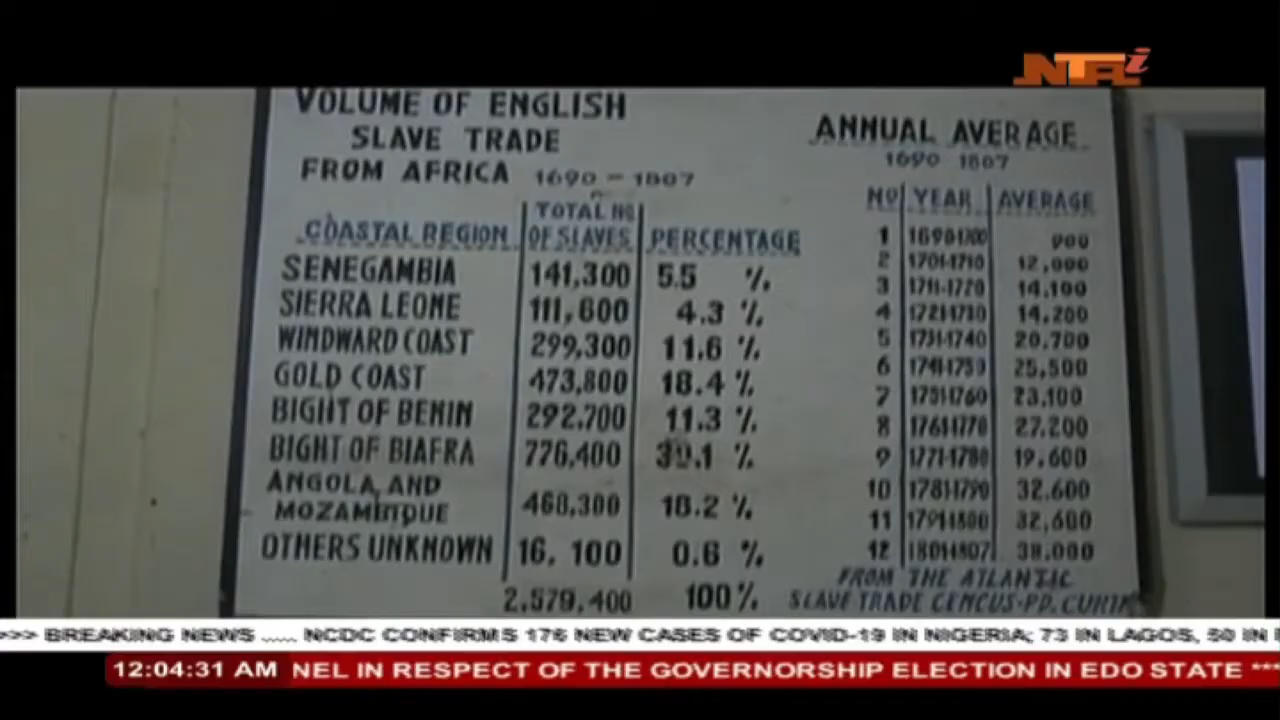 NTAi
VOLUME OF ENGLISH
SLAVE TRADE
FROM AFRICA 1690 - 1807
COASTAL REGION TOTAL NO OF SLAVES PERCENTAGE
SENEGAMBIA 141,300 5.5 %
SIERRA LEONE 111,600 4.3 %
WINDWARD COAST 299,300 11.6 %
GOLD COAST 473,800 18.4 %
BIGHT OF BENIN 292,700 11.3 %
BIGHT OF BIAFRA 776,400 30.1 %
ANGOLA, AND
MOZAMBIQUE 468,300 18.2 %
OTHERS UNKNOWN 16,100 0.6 %
2,579,400 100%
ANNUAL AVERAGE
1690 1807
NO YEAR AVERAGE
1 1690-1700 900
2 1701-1710 12,000
3 1711-1720 14,100
4 1721-1730 14,200
5 1731-1740 20,700
6 25,500
7 1751-1760 23,100
8 1761-1770 27,200
9 1771-1780 19,600
10 1781-1790 32,600
11 1791-1800 32,600
12 1801-1807 38,000
FROM THE ATLANTIC
SLAVE TRADE CENCUS-PD. CURTIN
>>> BREAKING NEWS ..... NCDC CONFIRMS 176 NEW CASES OF COVID-19 IN NIGERIA; 73 IN LAGOS, 50 IN
12:04:31 AM NEL IN RESPECT OF THE GOVERNORSHIP ELECTION IN EDO STATE ***